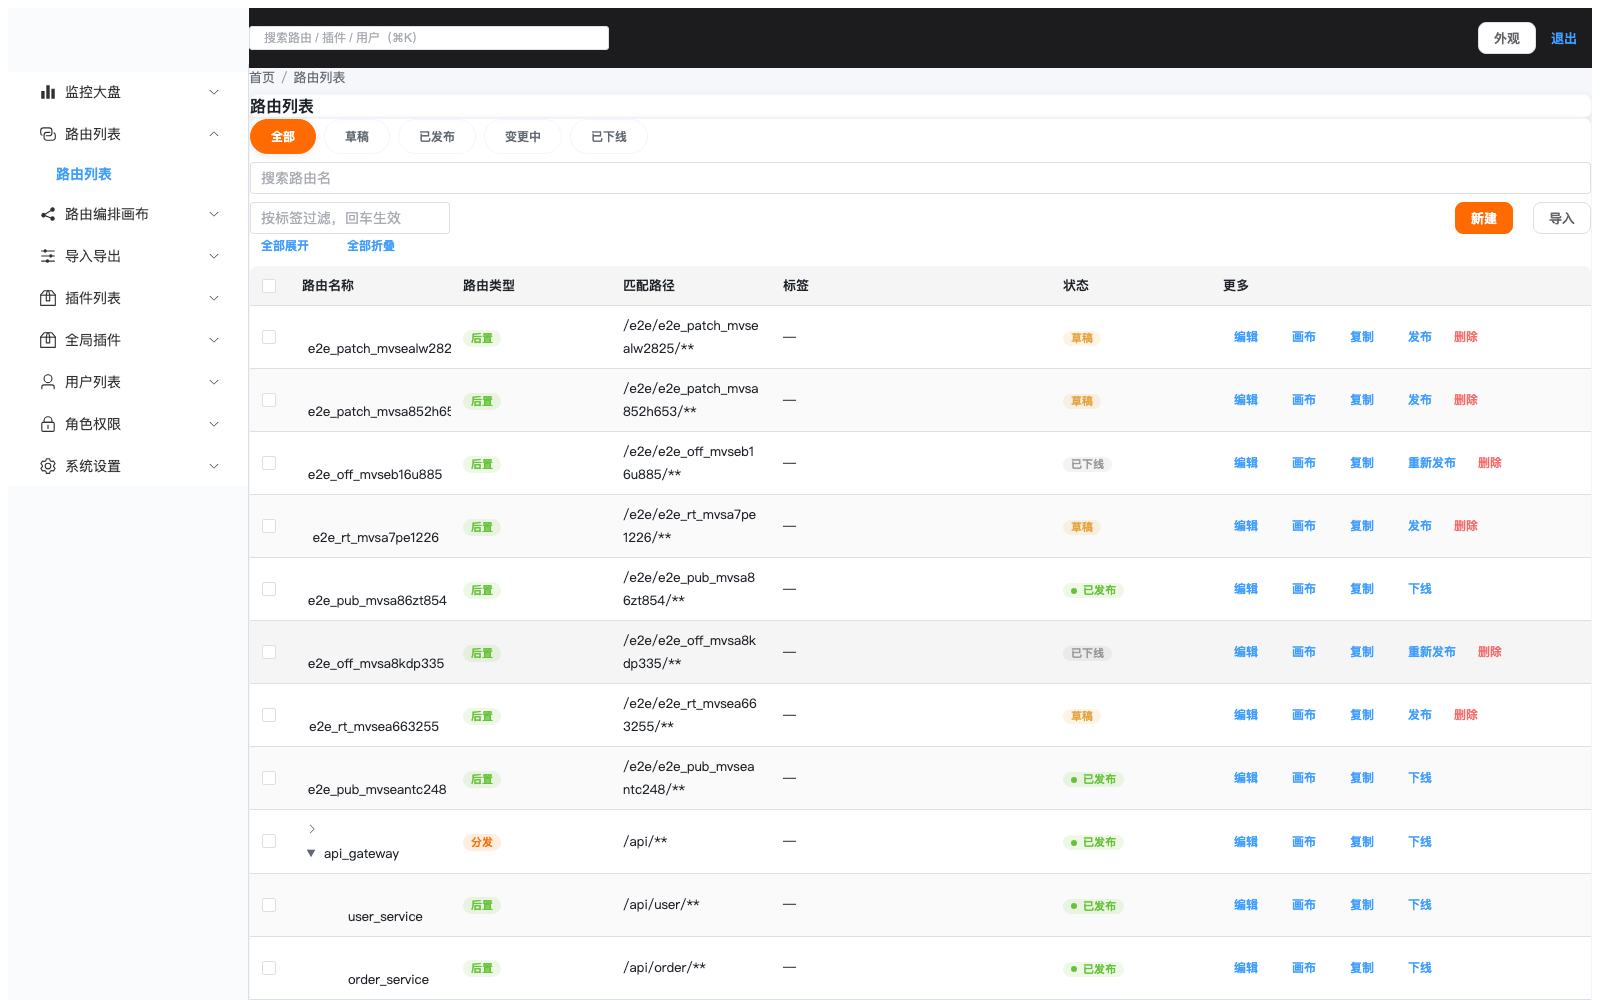 搜索路由 / 插件 / 用户（⌘K）
外观
退出
监控大盘
路由列表
路由列表
路由编排画布
导入导出
插件列表
全局插件
用户列表
角色权限
系统设置
首页 / 路由列表
路由列表
全部 草稿 已发布 变更中 已下线
搜索路由名
按标签过滤，回车生效
新建 导入
全部展开 全部折叠
路由名称 路由类型 匹配路径 标签 状态 更多
e2e_patch_mvsealw282 后置 /e2e/e2e_patch_mvse
alw2825/** — 草稿 编辑 画布 复制 发布 删除
e2e_patch_mvsa852h65 后置 /e2e/e2e_patch_mvsa
852h653/** — 草稿 编辑 画布 复制 发布 删除
e2e_off_mvseb16u885 后置 /e2e/e2e_off_mvseb1
6u885/** — 已下线 编辑 画布 复制 重新发布 删除
e2e_rt_mvsa7pe1226 后置 /e2e/e2e_rt_mvsa7pe
1226/** — 草稿 编辑 画布 复制 发布 删除
e2e_pub_mvsa86zt854 后置 /e2e/e2e_pub_mvsa8
6zt854/** — 已发布 编辑 画布 复制 下线
e2e_off_mvsa8kdp335 后置 /e2e/e2e_off_mvsa8k
dp335/** — 已下线 编辑 画布 复制 重新发布 删除
e2e_rt_mvsea663255 后置 /e2e/e2e_rt_mvsea66
3255/** — 草稿 编辑 画布 复制 发布 删除
e2e_pub_mvseantc248 后置 /e2e/e2e_pub_mvsea
ntc248/** — 已发布 编辑 画布 复制 下线
api_gateway 分发 /api/** — 已发布 编辑 画布 复制 下线
user_service 后置 /api/user/** — 已发布 编辑 画布 复制 下线
order_service 后置 /api/order/** — 已发布 编辑 画布 复制 下线